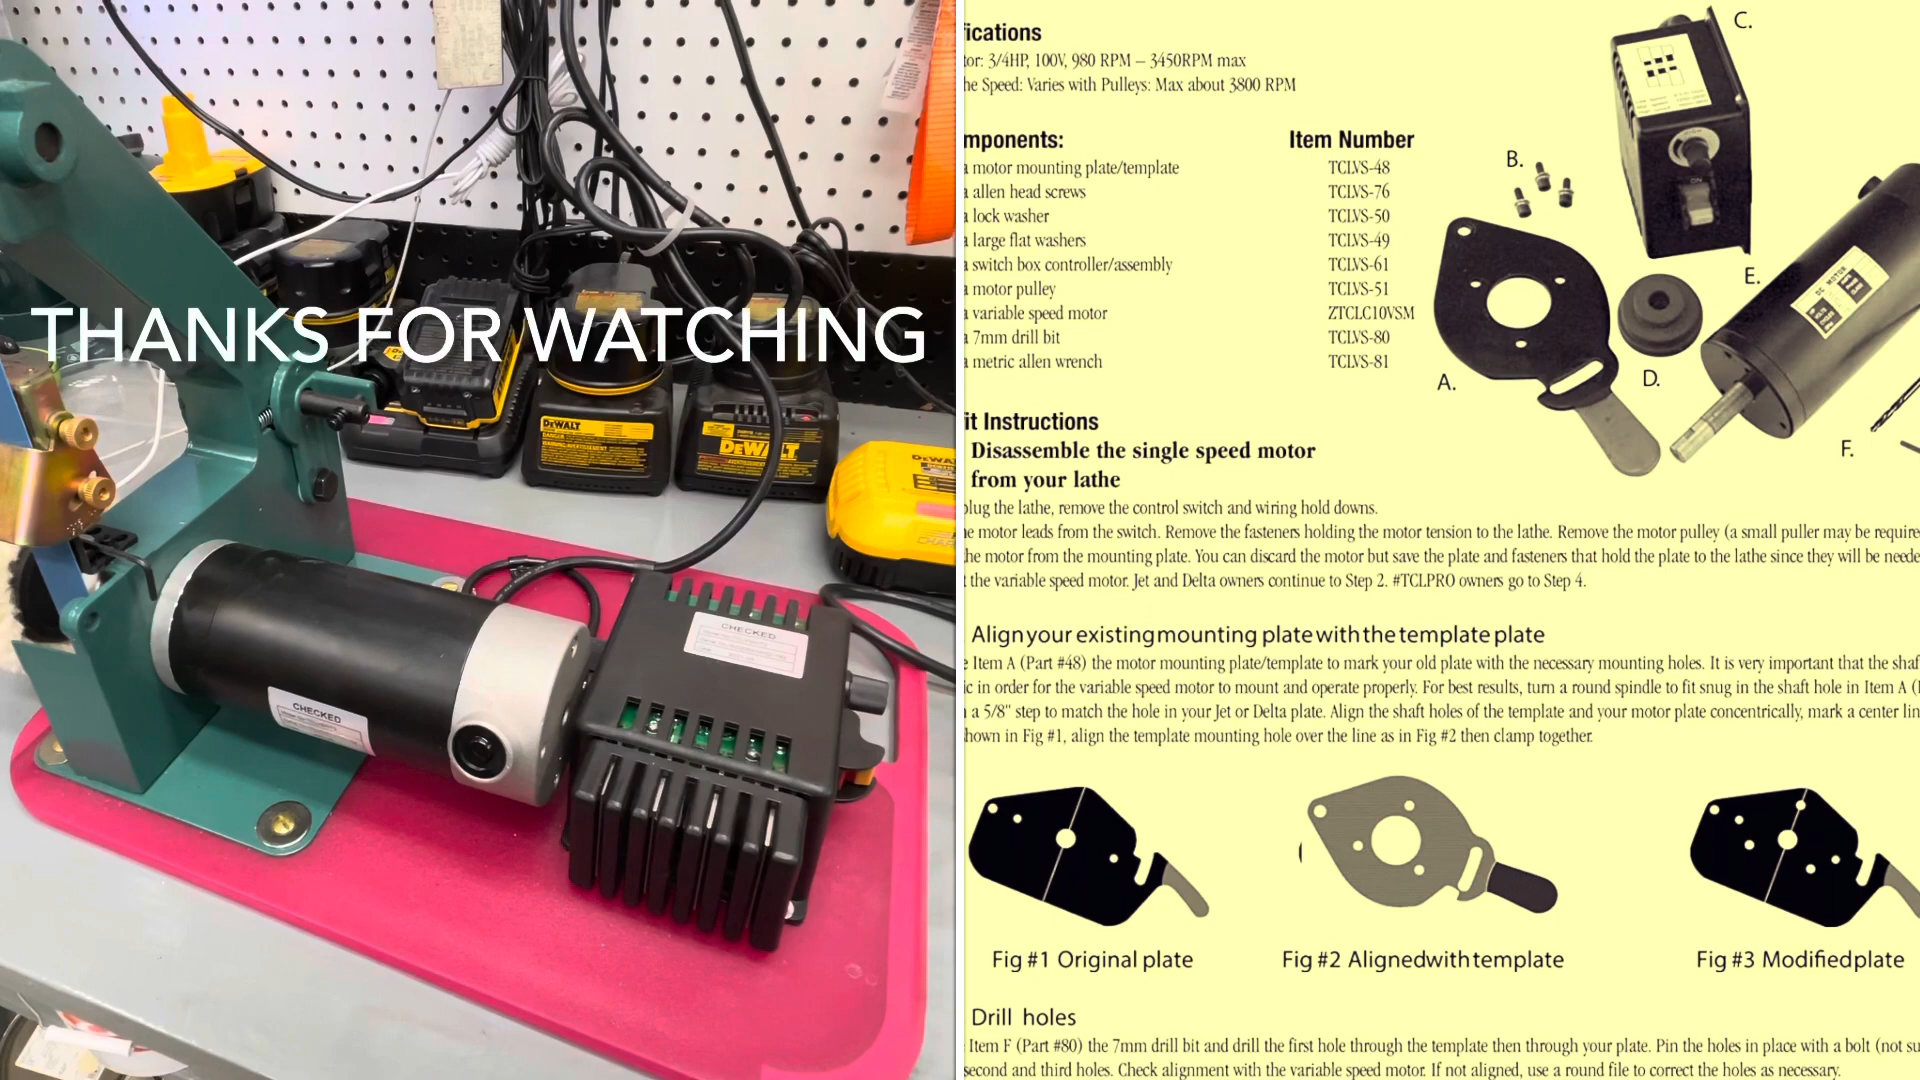 THANKS FOR WATCHING
DEWALT
DEWALT
CHECKED
CHECKED
fications
tor: 3/4HP, 100V, 980 RPM – 3450RPM max
he Speed: Varies with Pulleys: Max about 3800 RPM
mponents: Item Number
a motor mounting plate/template TCLVS-48
a allen head screws TCLVS-76
a lock washer TCLVS-50
a large flat washers TCLVS-49
a switch box controller/assembly TCLVS-61
a motor pulley TCLVS-51
a variable speed motor ZTCLC10VSM
a 7mm drill bit TCLVS-80
a metric allen wrench TCLVS-81
A.
B.
C.
D.
E.
F.
DC MOTOR
it Instructions
Disassemble the single speed motor
from your lathe
plug the lathe, remove the control switch and wiring hold downs.
he motor leads from the switch. Remove the fasteners holding the motor tension to the lathe. Remove the motor pulley (a small puller may be require
the motor from the mounting plate. You can discard the motor but save the plate and fasteners that hold the plate to the lathe since they will be neede
t the variable speed motor. Jet and Delta owners continue to Step 2. #TCLPRO owners go to Step 4.
Align your existing mounting plate with the template plate
e Item A (Part #48) the motor mounting plate/template to mark your old plate with the necessary mounting holes. It is very important that the shaf
ic in order for the variable speed motor to mount and operate properly. For best results, turn a round spindle to fit snug in the shaft hole in Item A (
a 5/8" step to match the hole in your Jet or Delta plate. Align the shaft holes of the template and your motor plate concentrically, mark a center lin
hown in Fig #1, align the template mounting hole over the line as in Fig #2 then clamp together.
Fig #1 Original plate
Fig #2 Aligned with template
Fig #3 Modified plate
Drill holes
Item F (Part #80) the 7mm drill bit and drill the first hole through the template then through your plate. Pin the holes in place with a bolt (not su
second and third holes. Check alignment with the variable speed motor. If not aligned, use a round file to correct the holes as necessary.